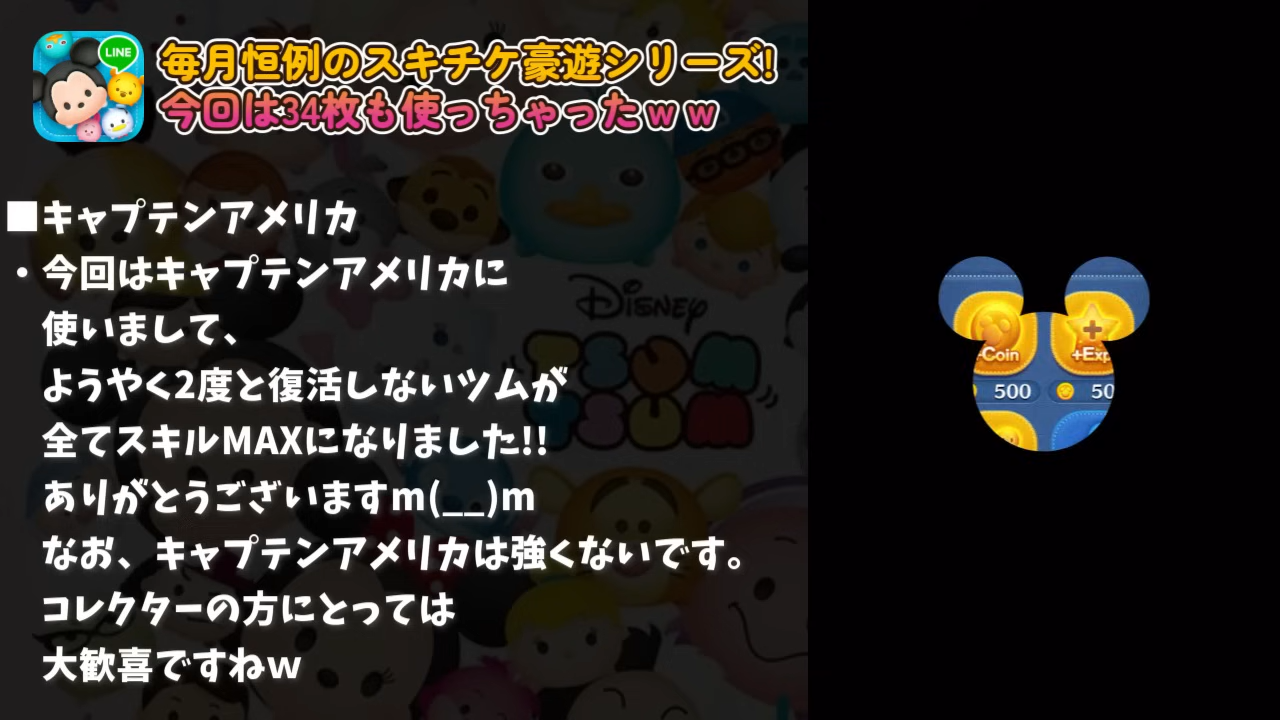 LINE
毎月恒例のスキチケ豪遊シリーズ!
今回は34枚も使っちゃったｗｗ
■キャプテンアメリカ
・今回はキャプテンアメリカに
使いまして、
ようやく2度と復活しないツムが
全てスキルMAXになりました!!
ありがとうございますm(__)m
なお、キャプテンアメリカは強くないです。
コレクターの方にとっては
大歓喜ですねw
Disney
TSUM
TSUM
Coin
+Exp
500
50